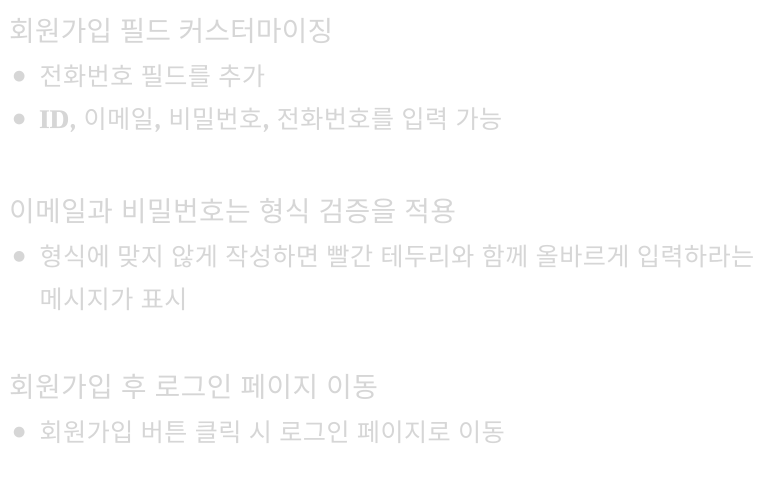 회원가입 필드 커스터마이징
● 전화번호 필드를 추가
● ID, 이메일, 비밀번호, 전화번호를 입력 가능
이메일과 비밀번호는 형식 검증을 적용
● 형식에 맞지 않게 작성하면 빨간 테두리와 함께 올바르게 입력하라는
메시지가 표시
회원가입 후 로그인 페이지 이동
● 회원가입 버튼 클릭 시 로그인 페이지로 이동